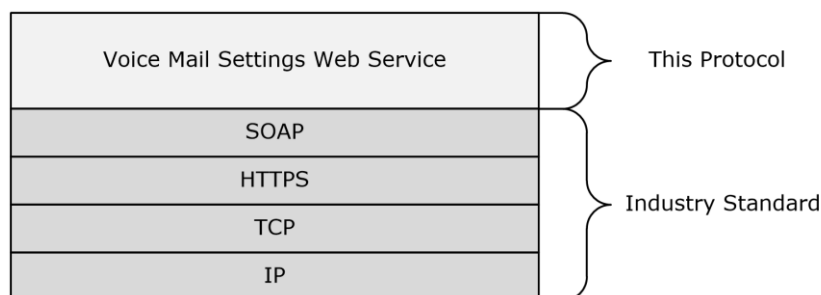 Voice Mail Settings Web Service
This Protocol
SOAP
HTTPS
TCP
IP
Industry Standard